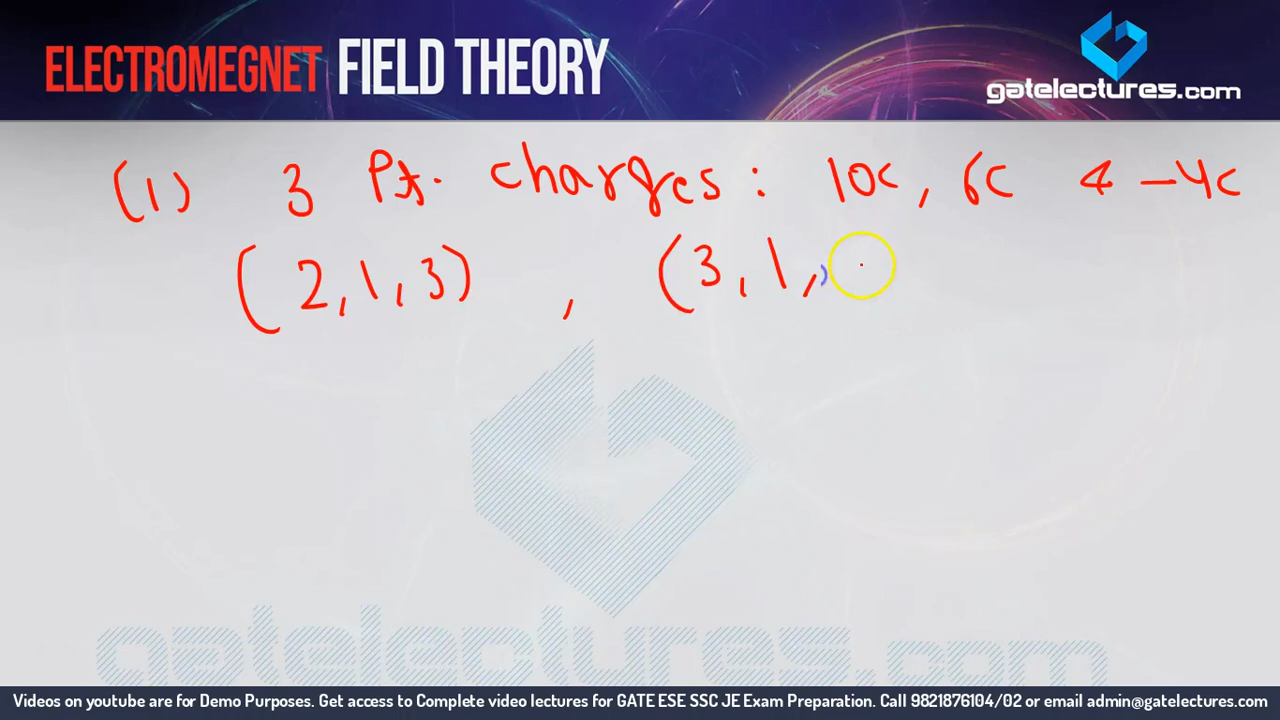 ELECTROMEGNET FIELD THEORY
gatelectures.com
(1) 3 Pt. charges : 10C, 6C & -4C
(2,1,3) , (3,1,
gatelectures.com
Videos on youtube are for Demo Purposes. Get access to Complete video lectures for GATE ESE SSC JE Exam Preparation. Call 9821876104/02 or email admin@gatelectures.com